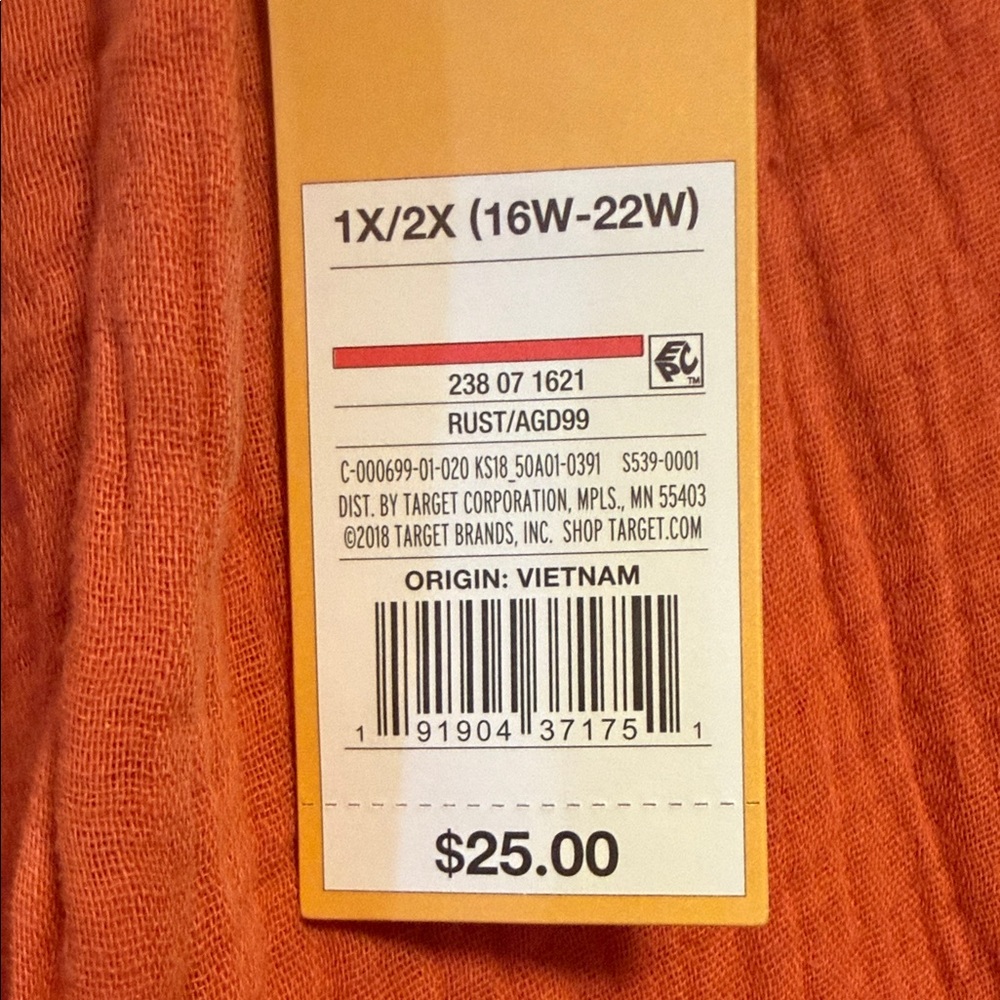 1X/2X (16W-22W)
EPC TM
238 07 1621
RUST/AGD99
C-000699-01-020 KS18_50A01-0391 S539-0001
DIST. BY TARGET CORPORATION, MPLS., MN 55403
©2018 TARGET BRANDS, INC. SHOP TARGET.COM
ORIGIN: VIETNAM
1 91904 37175 1
$25.00